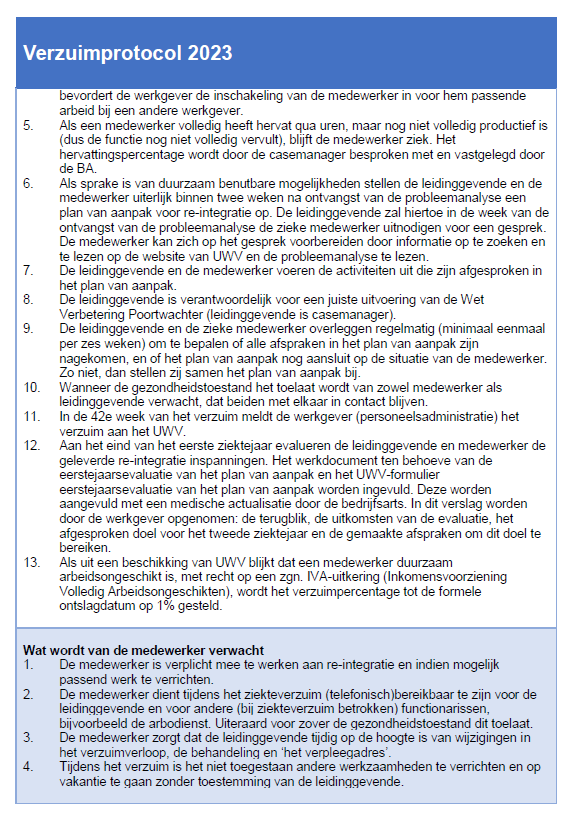 Verzuimprotocol 2023
bevordert de werkgever de inschakeling van de medewerker in voor hem passende
arbeid bij een andere werkgever.
5. Als een medewerker volledig heeft hervat qua uren, maar nog niet volledig productief is
(dus de functie nog niet volledig vervult), blijft de medewerker ziek. Het
hervattingspercentage wordt door de casemanager besproken met en vastgelegd door
de BA.
6. Als sprake is van duurzaam benutbare mogelijkheden stellen de leidinggevende en de
medewerker uiterlijk binnen twee weken na ontvangst van de probleemanalyse een
plan van aanpak voor re-integratie op. De leidinggevende zal hiertoe in de week van de
ontvangst van de probleemanalyse de zieke medewerker uitnodigen voor een gesprek.
De medewerker kan zich op het gesprek voorbereiden door informatie op te zoeken en
te lezen op de website van UWV en de probleemanalyse te lezen.
7. De leidinggevende en de medewerker voeren de activiteiten uit die zijn afgesproken in
het plan van aanpak.
8. De leidinggevende is verantwoordelijk voor een juiste uitvoering van de Wet
Verbetering Poortwachter (leidinggevende is casemanager).
9. De leidinggevende en de zieke medewerker overleggen regelmatig (minimaal eenmaal
per zes weken) om te bepalen of alle afspraken in het plan van aanpak zijn
nagekomen, en of het plan van aanpak nog aansluit op de situatie van de medewerker.
Zo niet, dan stellen zij samen het plan van aanpak bij.
10. Wanneer de gezondheidstoestand het toelaat wordt van zowel medewerker als
leidinggevende verwacht, dat beiden met elkaar in contact blijven.
11. In de 42e week van het verzuim meldt de werkgever (personeelsadministratie) het
verzuim aan het UWV.
12. Aan het eind van het eerste ziektejaar evalueren de leidinggevende en medewerker de
geleverde re-integratie inspanningen. Het werkdocument ten behoeve van de
eerstejaarsevaluatie van het plan van aanpak en het UWV-formulier
eerstejaarsevaluatie van het plan van aanpak worden ingevuld. Deze worden
aangevuld met een medische actualisatie door de bedrijfsarts. In dit verslag worden
door de werkgever opgenomen: de terugblik, de uitkomsten van de evaluatie, het
afgesproken doel voor het tweede ziektejaar en de gemaakte afspraken om dit doel te
bereiken.
13. Als uit een beschikking van UWV blijkt dat een medewerker duurzaam
arbeidsongeschikt is, met recht op een zgn. IVA-uitkering (Inkomensvoorziening
Volledig Arbeidsongeschikten), wordt het verzuimpercentage tot de formele
ontslagdatum op 1% gesteld.
Wat wordt van de medewerker verwacht
1. De medewerker is verplicht mee te werken aan re-integratie en indien mogelijk
passend werk te verrichten.
2. De medewerker dient tijdens het ziekteverzuim (telefonisch)bereikbaar te zijn voor de
leidinggevende en voor andere (bij ziekteverzuim betrokken) functionarissen,
bijvoorbeeld de arbodienst. Uiteraard voor zover de gezondheidstoestand dit toelaat.
3. De medewerker zorgt dat de leidinggevende tijdig op de hoogte is van wijzigingen in
het verzuimverloop, de behandeling en ‘het verpleegadres’.
4. Tijdens het verzuim is het niet toegestaan andere werkzaamheden te verrichten en op
vakantie te gaan zonder toestemming van de leidinggevende.